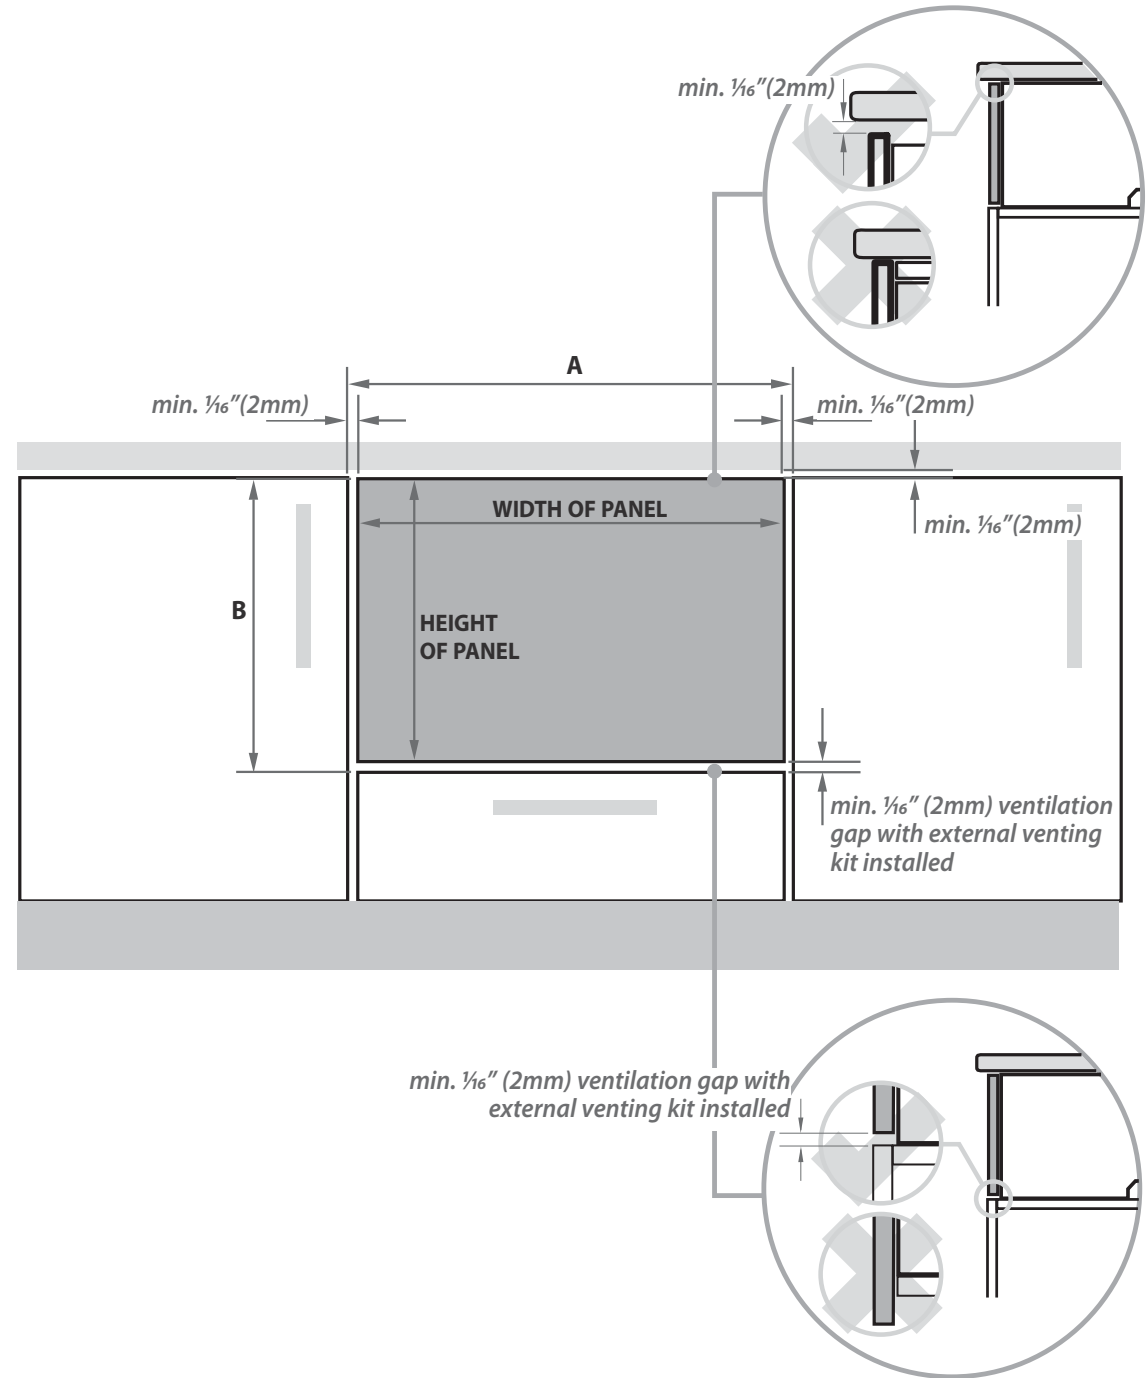 min. 1⁄16”(2mm)
A
min. 1⁄16”(2mm)
min. 1⁄16”(2mm)
WIDTH OF PANEL
min. 1⁄16”(2mm)
B
HEIGHT
OF PANEL
min. 1⁄16” (2mm) ventilation
gap with external venting
kit installed
min. 1⁄16” (2mm) ventilation gap with
external venting kit installed